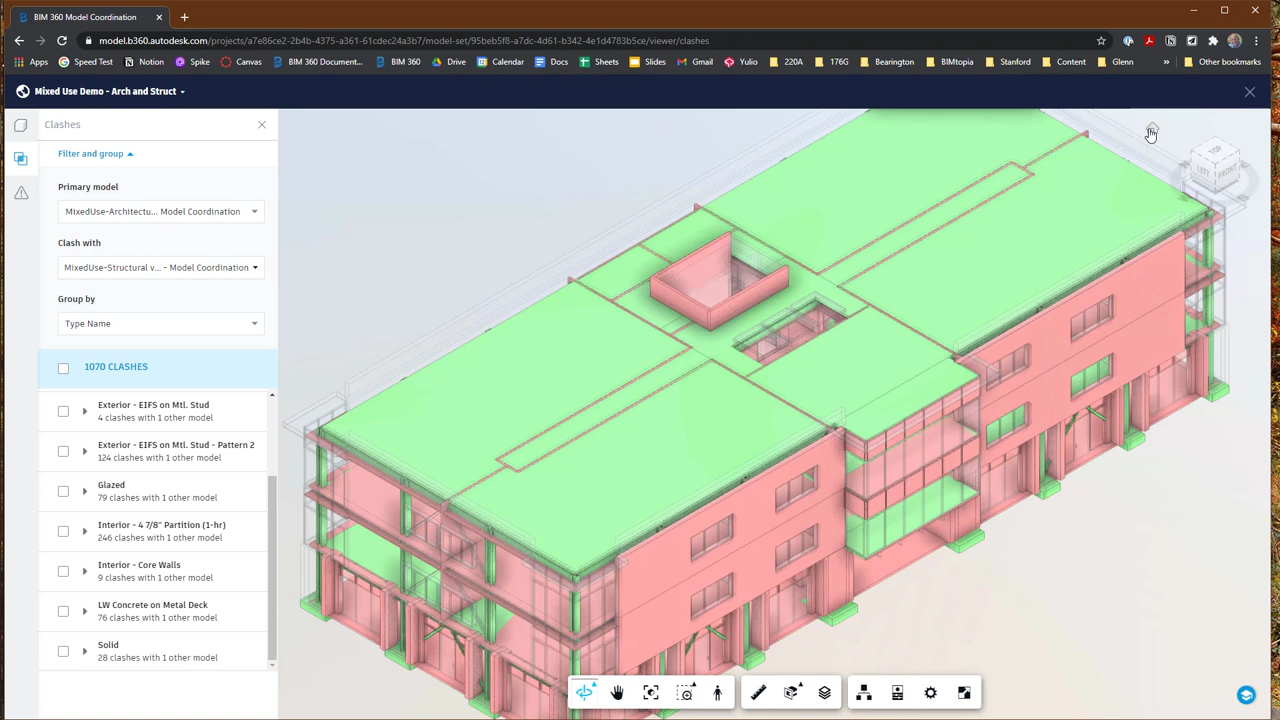 BIM 360 Model Coordination
model.b360.autodesk.com/projects/a7e86ce2-2b4b-4375-a361-61cdec24a3b7/model-set/95beb5f8-a7dc-4d61-b342-4e1d4783b5ce/viewer/clashes
Apps Speed Test Notion Spike Canvas BIM 360 Document... BIM 360 Drive Calendar Docs Sheets Slides Gmail Yulio 220A 176G Bearington BIMtopia Stanford Content Glenn » Other bookmarks
Mixed Use Demo - Arch and Struct
Clashes
Filter and group
Primary model
MixedUse-Architectu... Model Coordination
Clash with
MixedUse-Structural v... - Model Coordination
Group by
Type Name
1070 CLASHES
Exterior - EIFS on Mtl. Stud
4 clashes with 1 other model
Exterior - EIFS on Mtl. Stud - Pattern 2
124 clashes with 1 other model
Glazed
79 clashes with 1 other model
Interior - 4 7/8" Partition (1-hr)
246 clashes with 1 other model
Interior - Core Walls
9 clashes with 1 other model
LW Concrete on Metal Deck
76 clashes with 1 other model
Solid
28 clashes with 1 other model
TOP
LEFT FRONT